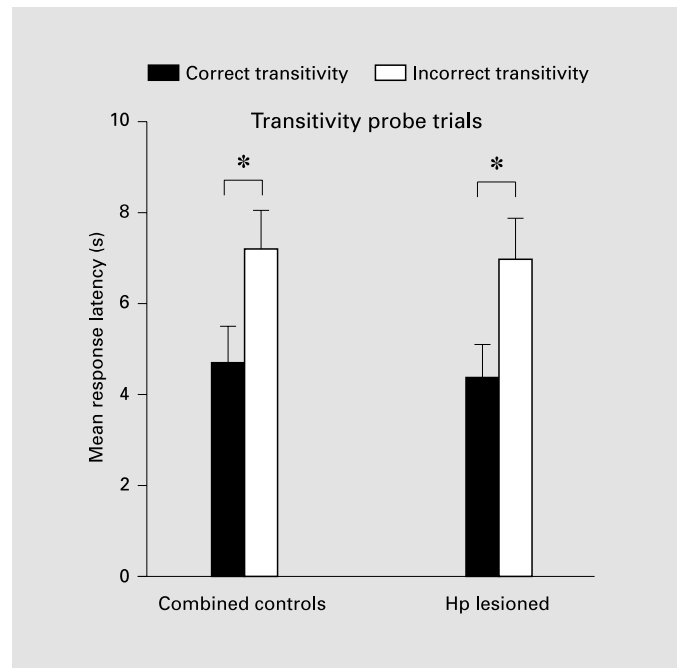 Correct transitivity Incorrect transitivity
Transitivity probe trials
10
8
6
4
2
0
Mean response latency (s)
*
*
Combined controls Hp lesioned